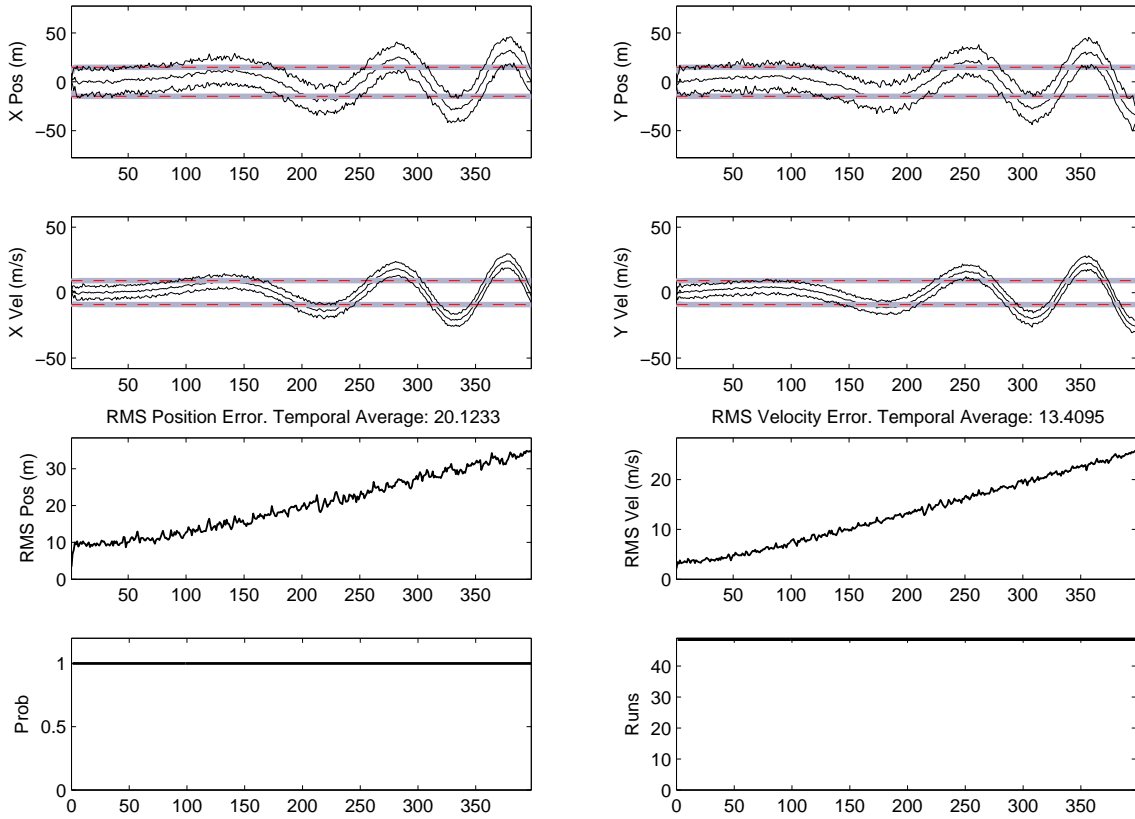 50
0
−50
X Pos (m)
50 100 150 200 250 300 350
50
0
−50
Y Pos (m)
50 100 150 200 250 300 350
50
0
−50
X Vel (m/s)
50 100 150 200 250 300 350
50
0
−50
Y Vel (m/s)
50 100 150 200 250 300 350
RMS Position Error. Temporal Average: 20.1233
30
20
10
0
RMS Pos (m)
50 100 150 200 250 300 350
RMS Velocity Error. Temporal Average: 13.4095
20
10
0
RMS Vel (m/s)
50 100 150 200 250 300 350
1
0.5
0
Prob
0 50 100 150 200 250 300 350
40
30
20
10
0
Runs
0 50 100 150 200 250 300 350